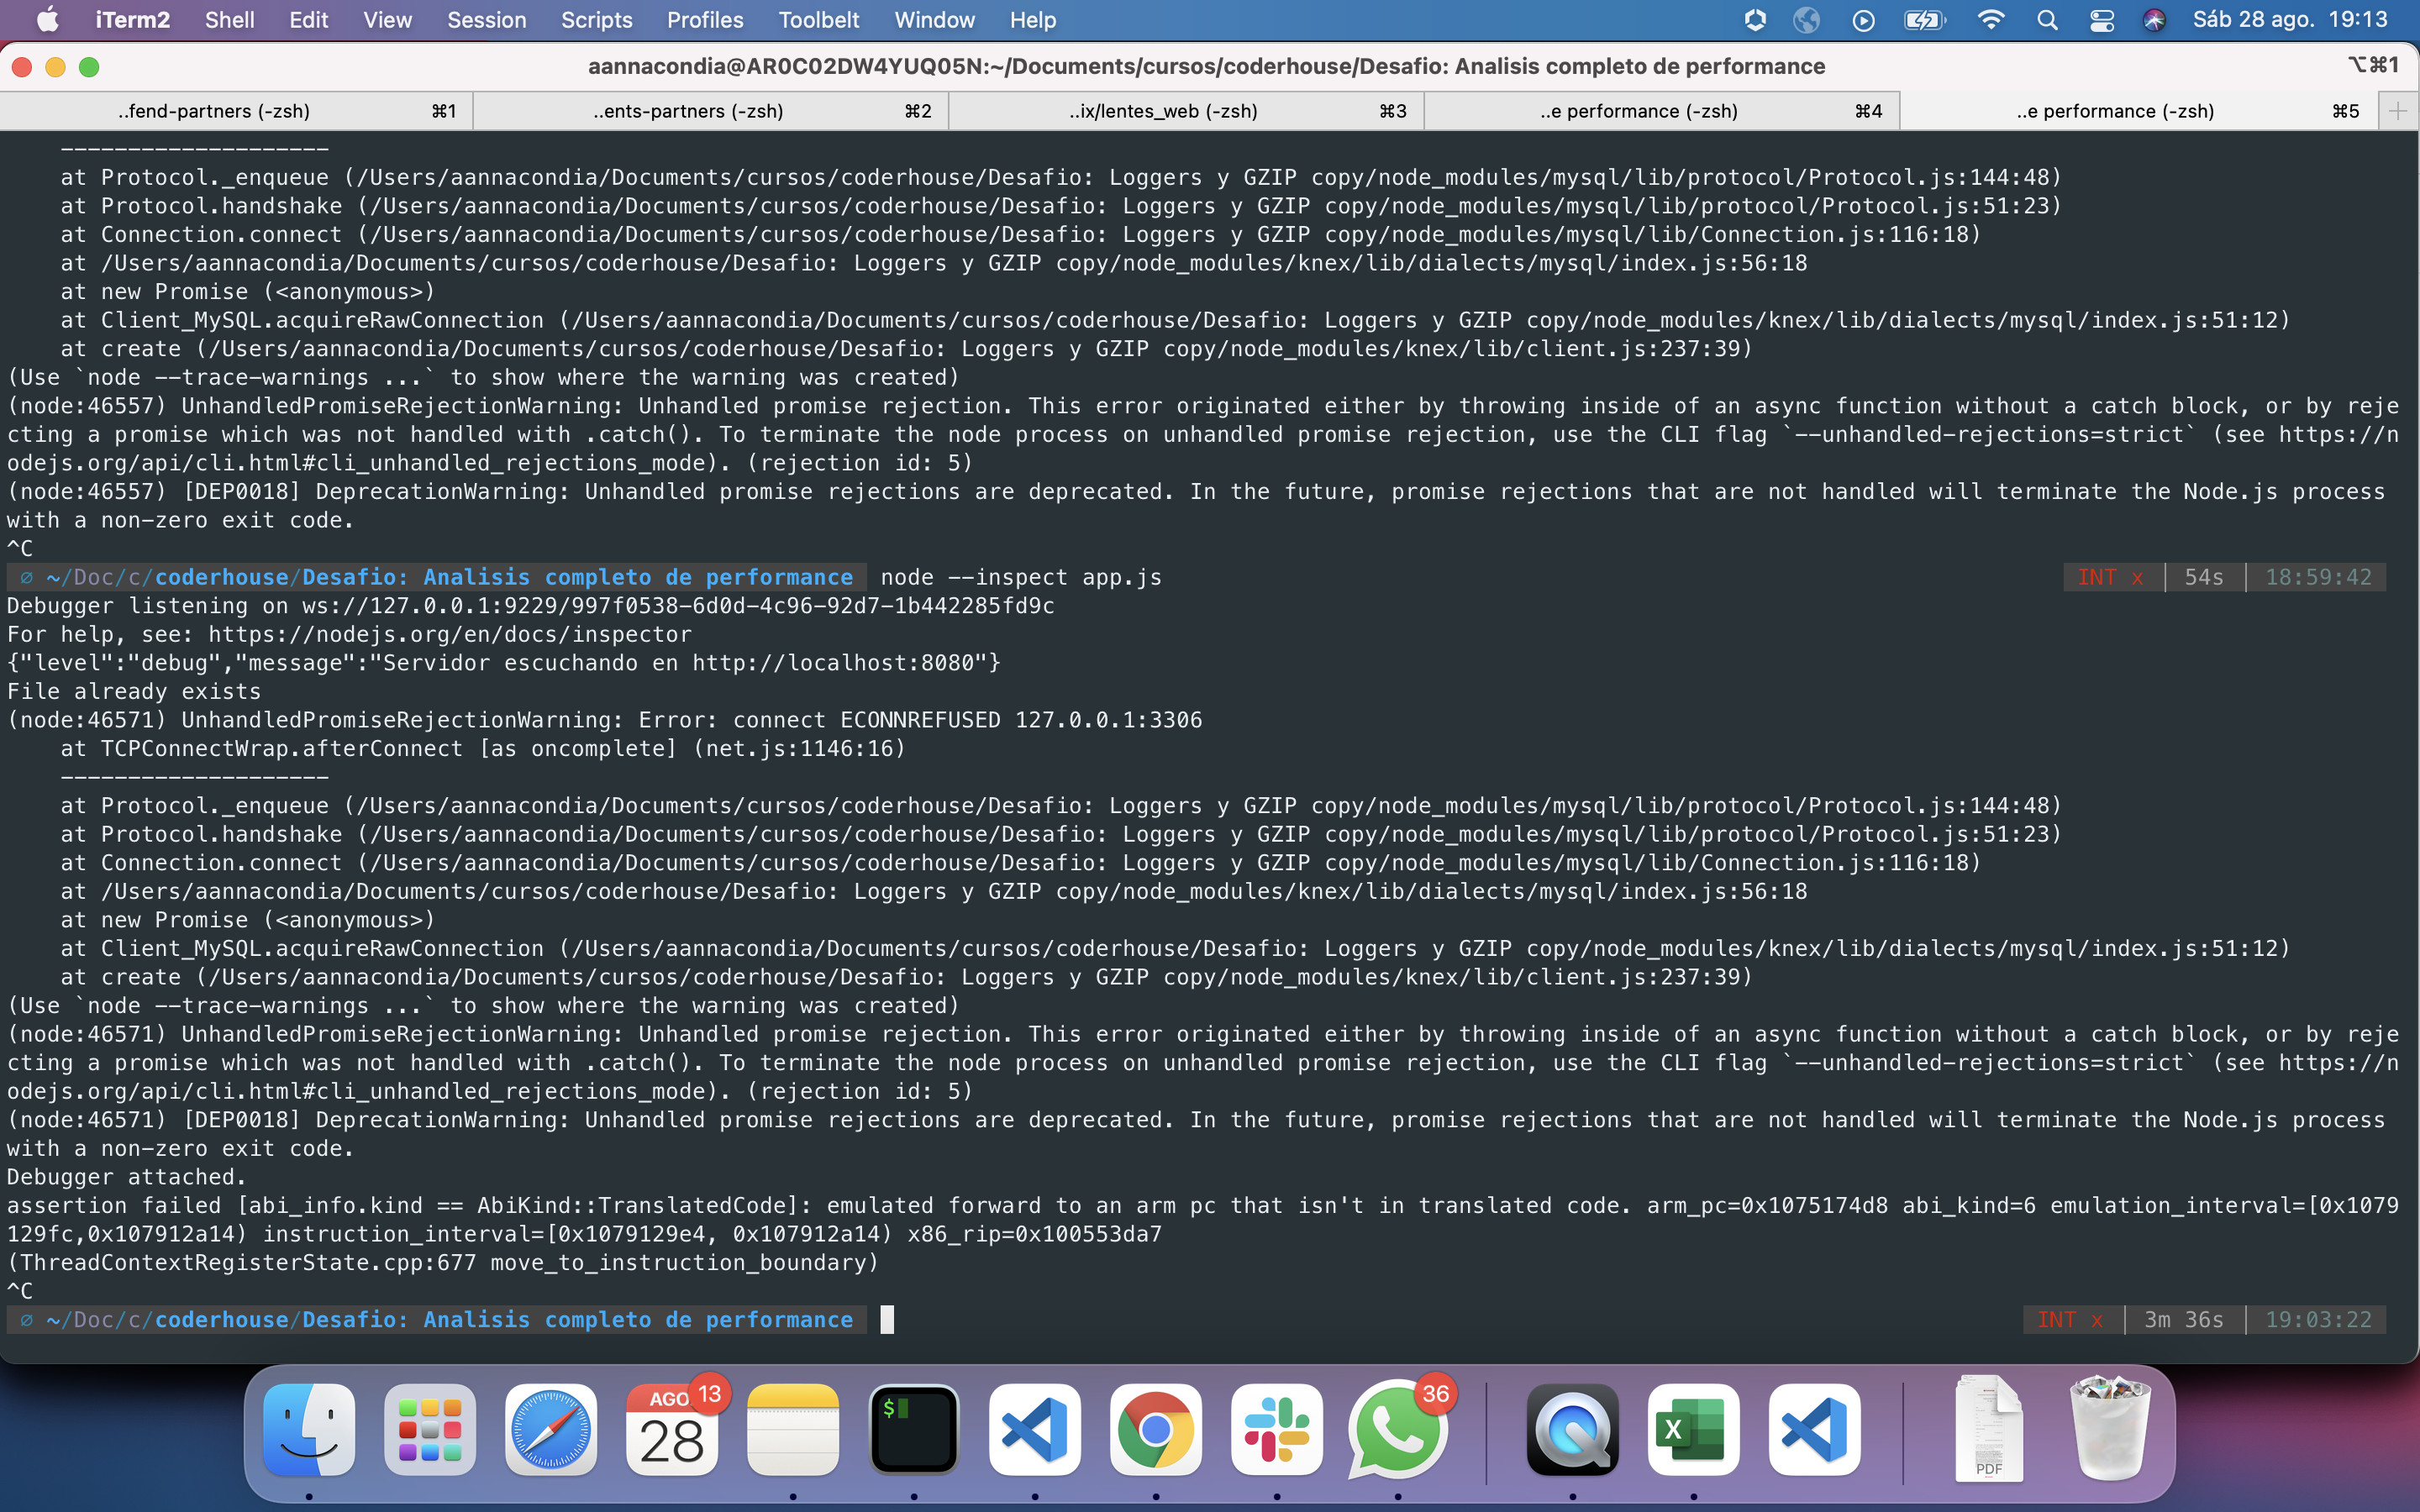 iTerm2 Shell Edit View Session Scripts Profiles Toolbelt Window Help Sáb 28 ago. 19:13
aannacondia@AR0C02DW4YUQ05N:~/Documents/cursos/coderhouse/Desafio: Analisis completo de performance ⌥⌘1
..fend-partners (-zsh) ⌘1 ..ents-partners (-zsh) ⌘2 ..ix/lentes_web (-zsh) ⌘3 ..e performance (-zsh) ⌘4 ..e performance (-zsh) ⌘5
--------------------
at Protocol._enqueue (/Users/aannacondia/Documents/cursos/coderhouse/Desafio: Loggers y GZIP copy/node_modules/mysql/lib/protocol/Protocol.js:144:48)
at Protocol.handshake (/Users/aannacondia/Documents/cursos/coderhouse/Desafio: Loggers y GZIP copy/node_modules/mysql/lib/protocol/Protocol.js:51:23)
at Connection.connect (/Users/aannacondia/Documents/cursos/coderhouse/Desafio: Loggers y GZIP copy/node_modules/mysql/lib/Connection.js:116:18)
at /Users/aannacondia/Documents/cursos/coderhouse/Desafio: Loggers y GZIP copy/node_modules/knex/lib/dialects/mysql/index.js:56:18
at new Promise (<anonymous>)
at Client_MySQL.acquireRawConnection (/Users/aannacondia/Documents/cursos/coderhouse/Desafio: Loggers y GZIP copy/node_modules/knex/lib/dialects/mysql/index.js:51:12)
at create (/Users/aannacondia/Documents/cursos/coderhouse/Desafio: Loggers y GZIP copy/node_modules/knex/lib/client.js:237:39)
(Use `node --trace-warnings ...` to show where the warning was created)
(node:46557) UnhandledPromiseRejectionWarning: Unhandled promise rejection. This error originated either by throwing inside of an async function without a catch block, or by reje
cting a promise which was not handled with .catch(). To terminate the node process on unhandled promise rejection, use the CLI flag `--unhandled-rejections=strict` (see https://n
odejs.org/api/cli.html#cli_unhandled_rejections_mode). (rejection id: 5)
(node:46557) [DEP0018] DeprecationWarning: Unhandled promise rejections are deprecated. In the future, promise rejections that are not handled will terminate the Node.js process
with a non-zero exit code.
^C
∅ ~/Doc/c/coderhouse/Desafio: Analisis completo de performance node --inspect app.js INT x | 54s | 18:59:42
Debugger listening on ws://127.0.0.1:9229/997f0538-6d0d-4c96-92d7-1b442285fd9c
For help, see: https://nodejs.org/en/docs/inspector
{"level":"debug","message":"Servidor escuchando en http://localhost:8080"}
File already exists
(node:46571) UnhandledPromiseRejectionWarning: Error: connect ECONNREFUSED 127.0.0.1:3306
at TCPConnectWrap.afterConnect [as oncomplete] (net.js:1146:16)
--------------------
at Protocol._enqueue (/Users/aannacondia/Documents/cursos/coderhouse/Desafio: Loggers y GZIP copy/node_modules/mysql/lib/protocol/Protocol.js:144:48)
at Protocol.handshake (/Users/aannacondia/Documents/cursos/coderhouse/Desafio: Loggers y GZIP copy/node_modules/mysql/lib/protocol/Protocol.js:51:23)
at Connection.connect (/Users/aannacondia/Documents/cursos/coderhouse/Desafio: Loggers y GZIP copy/node_modules/mysql/lib/Connection.js:116:18)
at /Users/aannacondia/Documents/cursos/coderhouse/Desafio: Loggers y GZIP copy/node_modules/knex/lib/dialects/mysql/index.js:56:18
at new Promise (<anonymous>)
at Client_MySQL.acquireRawConnection (/Users/aannacondia/Documents/cursos/coderhouse/Desafio: Loggers y GZIP copy/node_modules/knex/lib/dialects/mysql/index.js:51:12)
at create (/Users/aannacondia/Documents/cursos/coderhouse/Desafio: Loggers y GZIP copy/node_modules/knex/lib/client.js:237:39)
(Use `node --trace-warnings ...` to show where the warning was created)
(node:46571) UnhandledPromiseRejectionWarning: Unhandled promise rejection. This error originated either by throwing inside of an async function without a catch block, or by reje
cting a promise which was not handled with .catch(). To terminate the node process on unhandled promise rejection, use the CLI flag `--unhandled-rejections=strict` (see https://n
odejs.org/api/cli.html#cli_unhandled_rejections_mode). (rejection id: 5)
(node:46571) [DEP0018] DeprecationWarning: Unhandled promise rejections are deprecated. In the future, promise rejections that are not handled will terminate the Node.js process
with a non-zero exit code.
Debugger attached.
assertion failed [abi_info.kind == AbiKind::TranslatedCode]: emulated forward to an arm pc that isn't in translated code. arm_pc=0x1075174d8 abi_kind=6 emulation_interval=[0x1079
129fc,0x107912a14) instruction_interval=[0x1079129e4, 0x107912a14) x86_rip=0x100553da7
(ThreadContextRegisterState.cpp:677 move_to_instruction_boundary)
^C
∅ ~/Doc/c/coderhouse/Desafio: Analisis completo de performance INT x | 3m 36s | 19:03:22
AGO 13
28
$
36
X
PDF